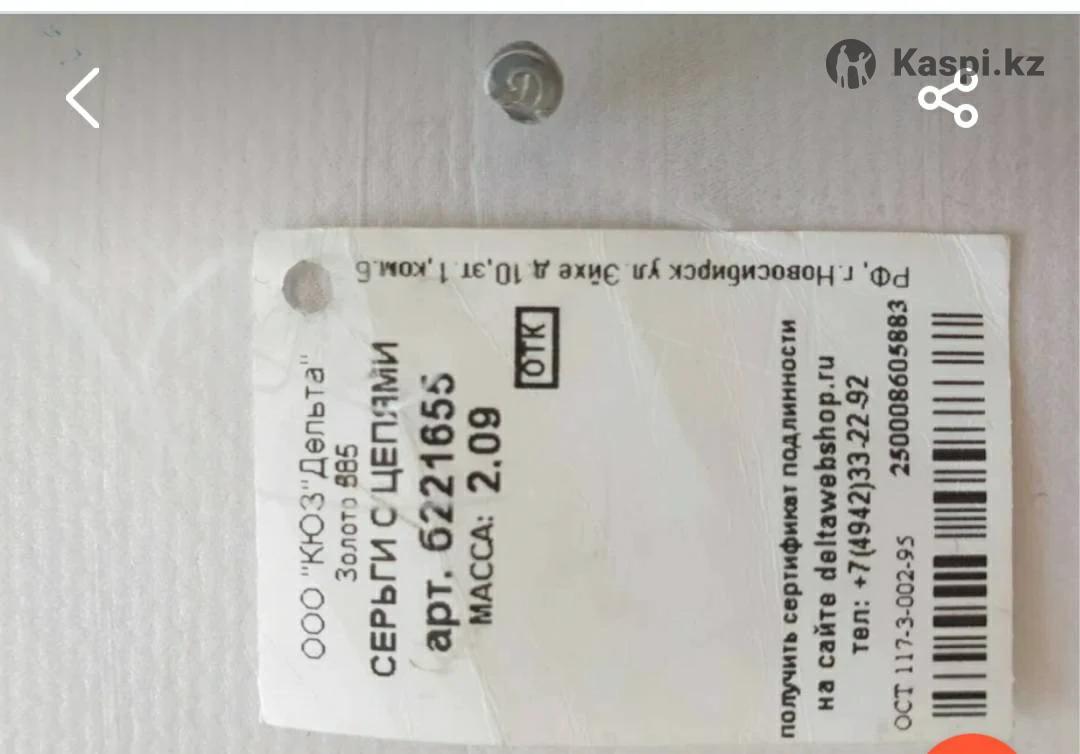 Kaspi.kz
Д
РФ, г. Новосибирск ул. Эйхе д 10, эт. 1, ком.6
ООО "КЮЗ"Дельта"
Золото 885
СЕРЬГИ С ЦЕПЯМИ
арт. 6221655
МАССА: 2.09
ОТК
получить сертификат подлинности
на сайте deltawebshop.ru
тел: +7(4942)33-22-92
ОСТ 117-3-002-95 250008605883